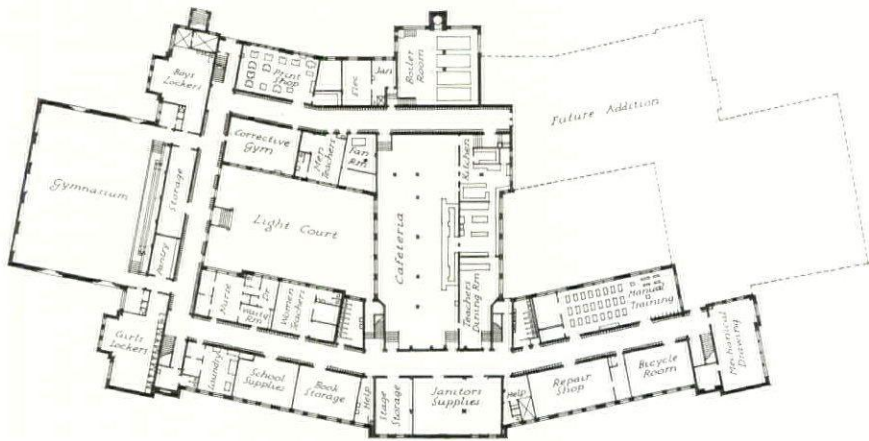 Boys
Lockers
Print
Shop
Elec
Jan
Boiler
Room
Future Addition
Gymnasium
Storage
Pantry
Corrective
Gym
Men
Teachers
Fan
Rm
Light Court
Cafeteria
Kitchen
Teachers
Dining Rm
Nurse
Dr
Waitg
Rm
Women
Teachers
Manual
Training
Mechanical
Drawing
Girls
Lockers
Laundry
School
Supplies
Book
Storage
Help
Stage
Storage
Janitors
Supplies
Help
Repair
Shop
Bicycle
Room